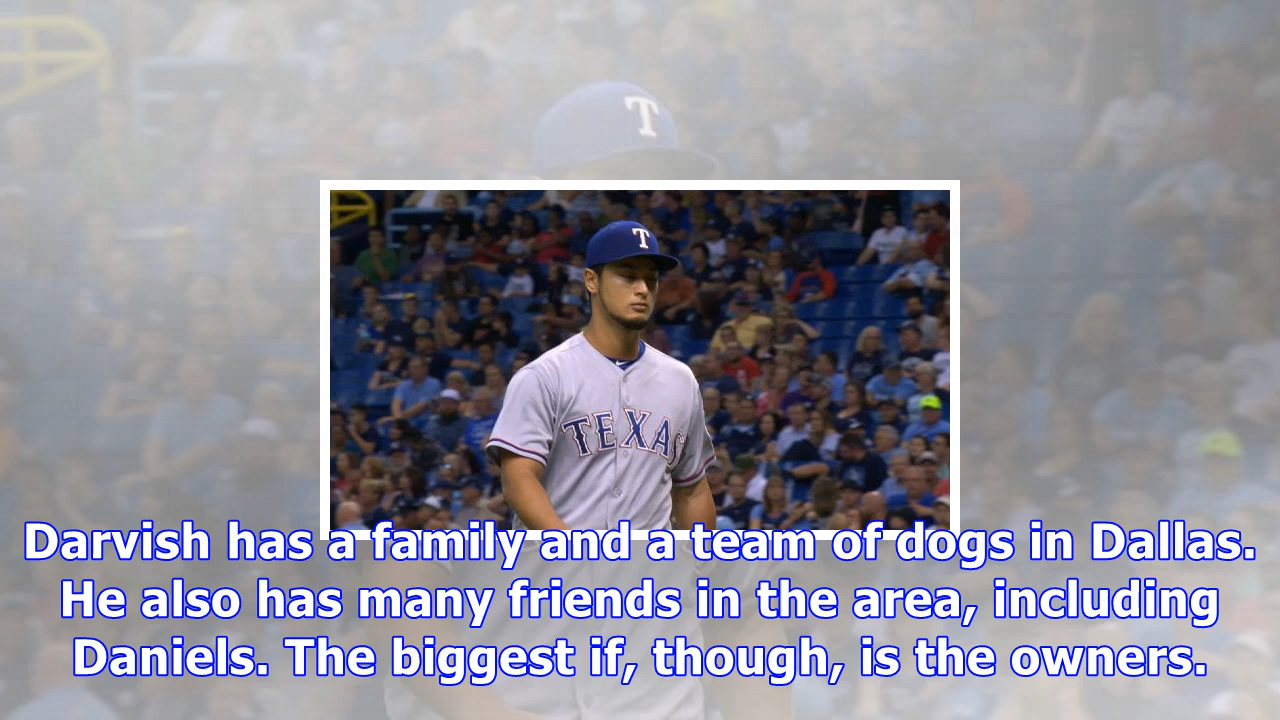 T
T
TEXAS
Darvish has a family and a team of dogs in Dallas.
He also has many friends in the area, including
Daniels. The biggest if, though, is the owners.